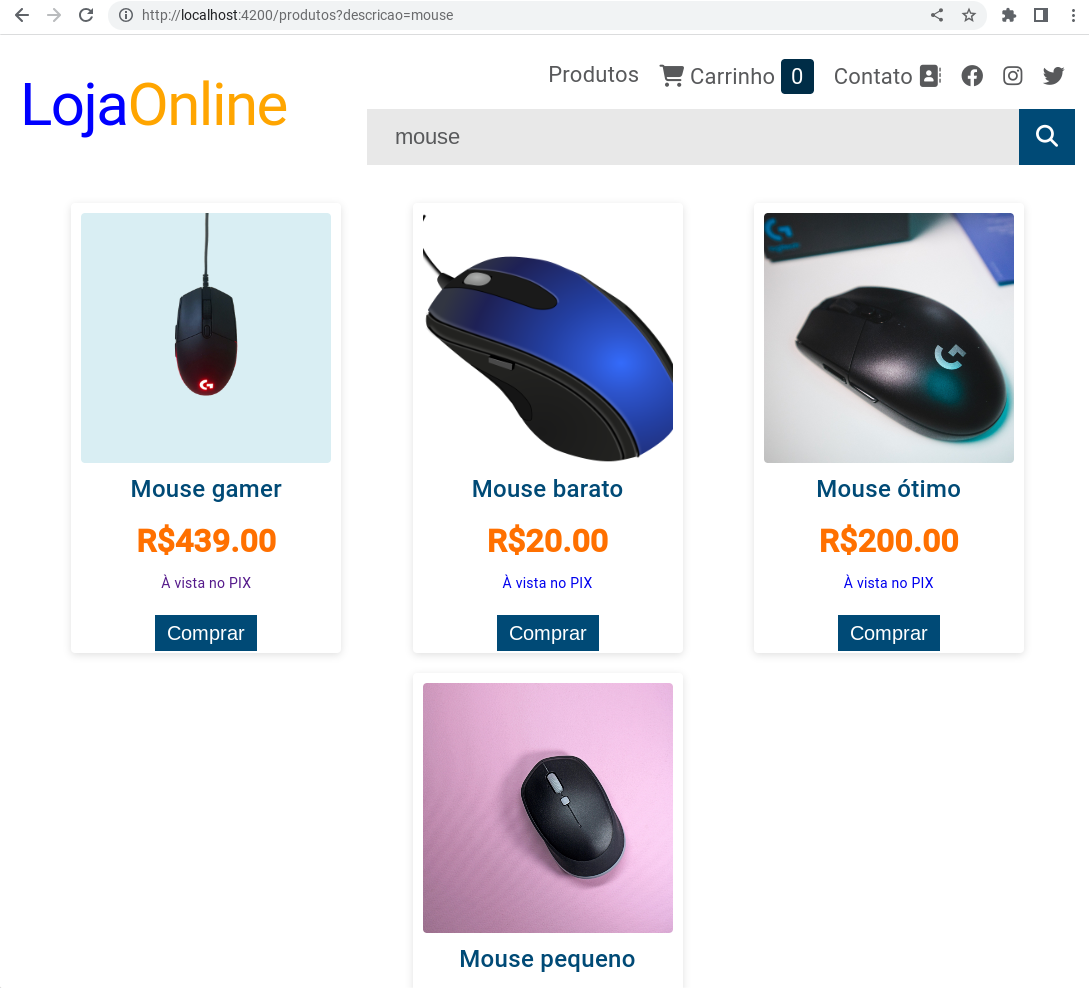 http://localhost:4200/produtos?descricao=mouse
LojaOnline
Produtos Carrinho 0 Contato
mouse
Mouse gamer
R$439.00
À vista no PIX
Comprar
Mouse barato
R$20.00
À vista no PIX
Comprar
Mouse ótimo
R$200.00
À vista no PIX
Comprar
Mouse pequeno